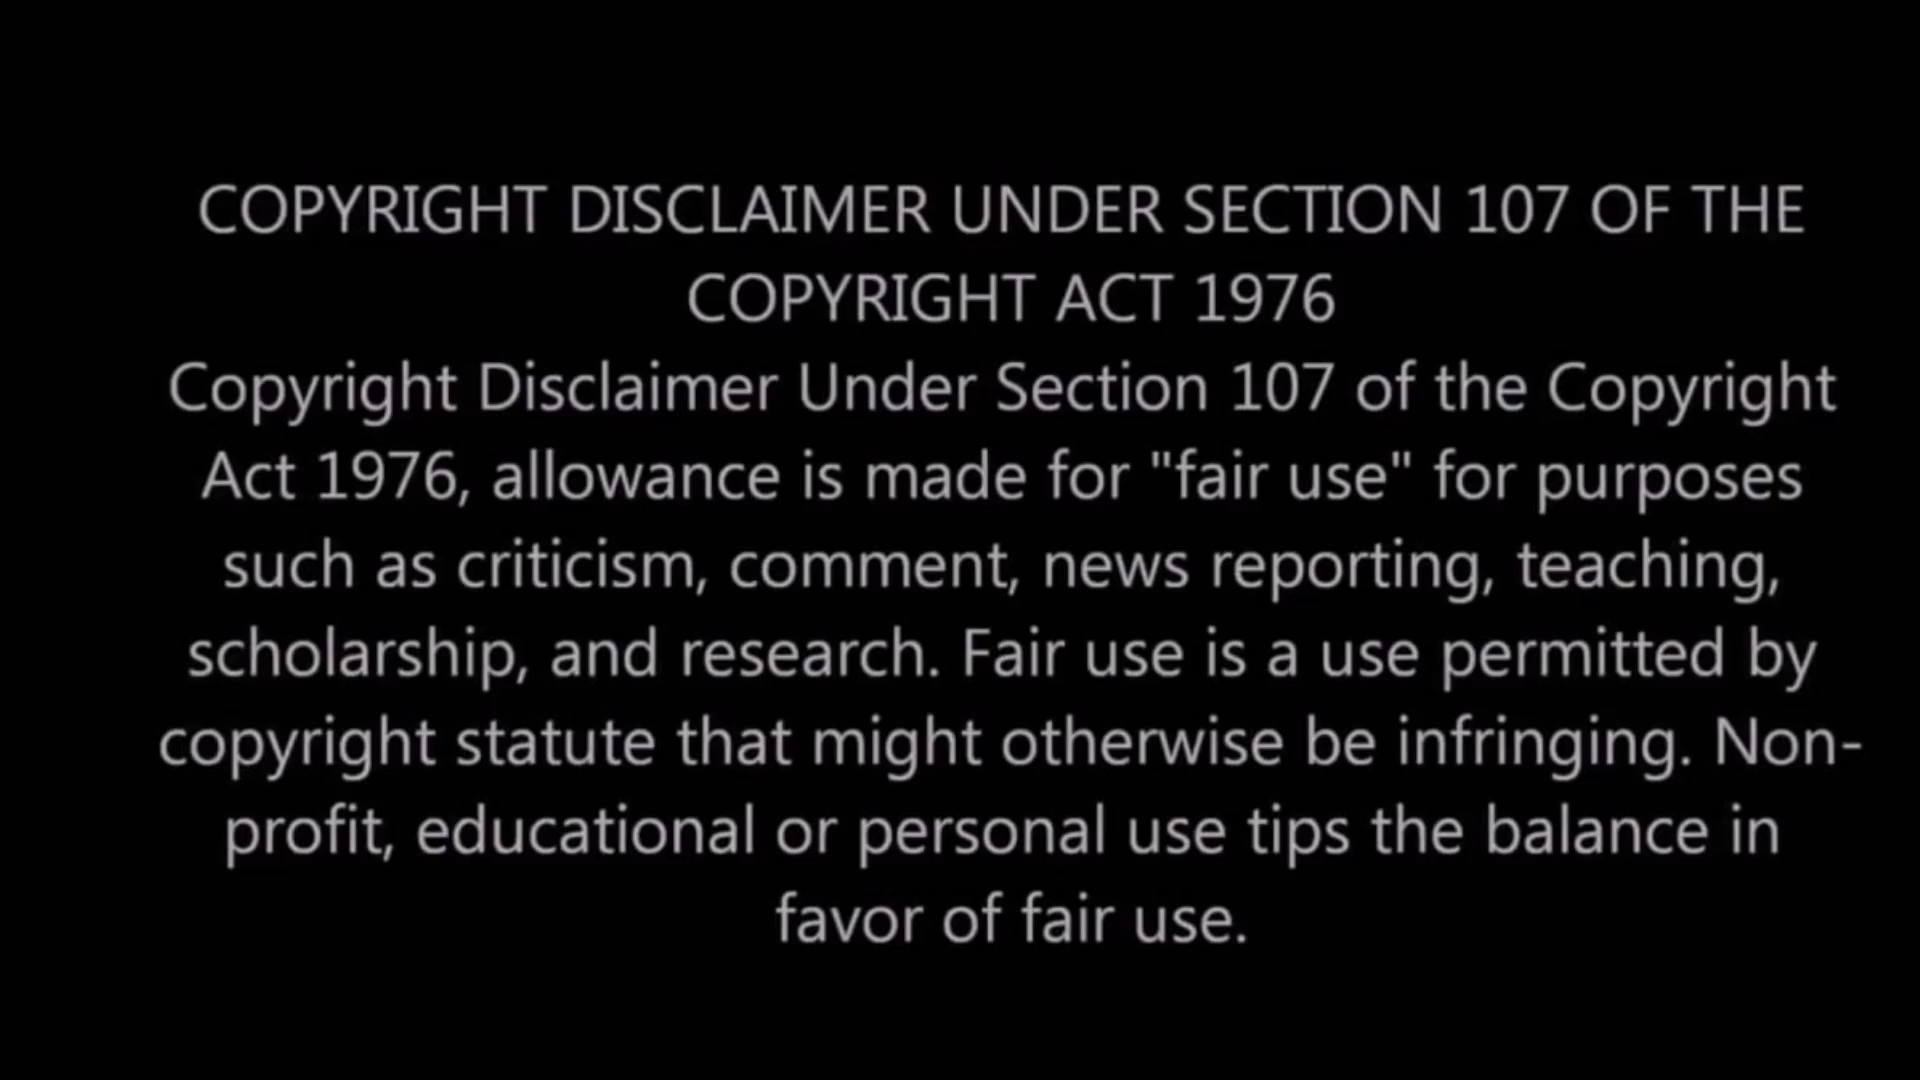 COPYRIGHT DISCLAIMER UNDER SECTION 107 OF THE
COPYRIGHT ACT 1976
Copyright Disclaimer Under Section 107 of the Copyright
Act 1976, allowance is made for "fair use" for purposes
such as criticism, comment, news reporting, teaching,
scholarship, and research. Fair use is a use permitted by
copyright statute that might otherwise be infringing. Non-
profit, educational or personal use tips the balance in
favor of fair use.